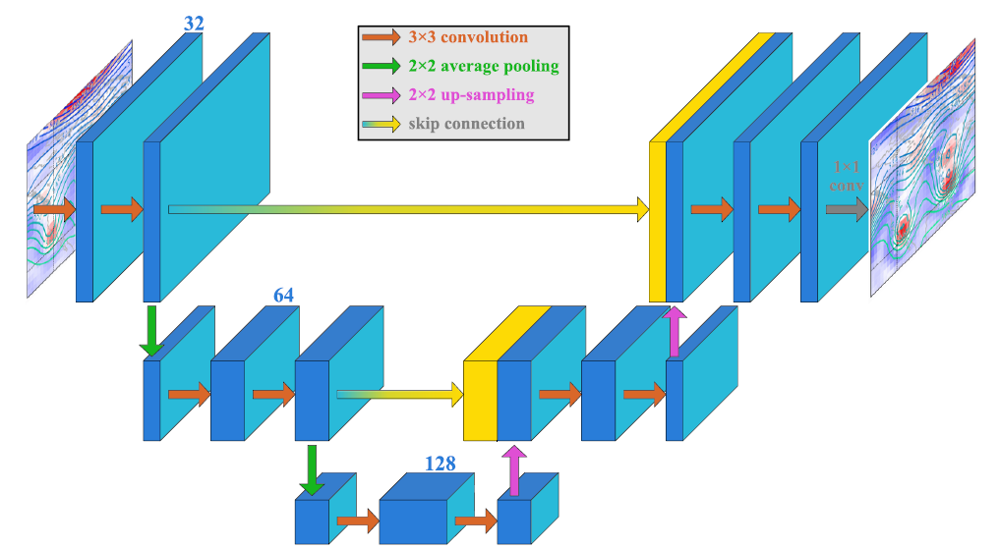 32
3×3 convolution
2×2 average pooling
2×2 up-sampling
skip connection
1×1
conv
64
128